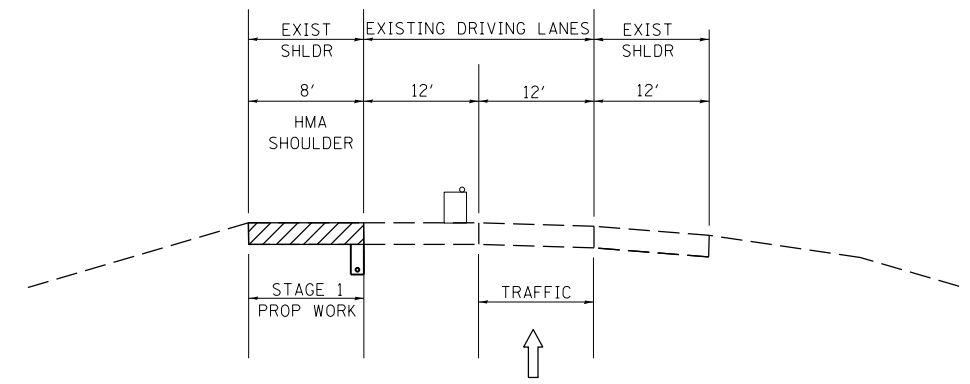 EXIST
SHLDR
EXISTING DRIVING LANES
EXIST
SHLDR
8'
12'
12'
12'
HMA
SHOULDER
STAGE 1
PROP WORK
TRAFFIC